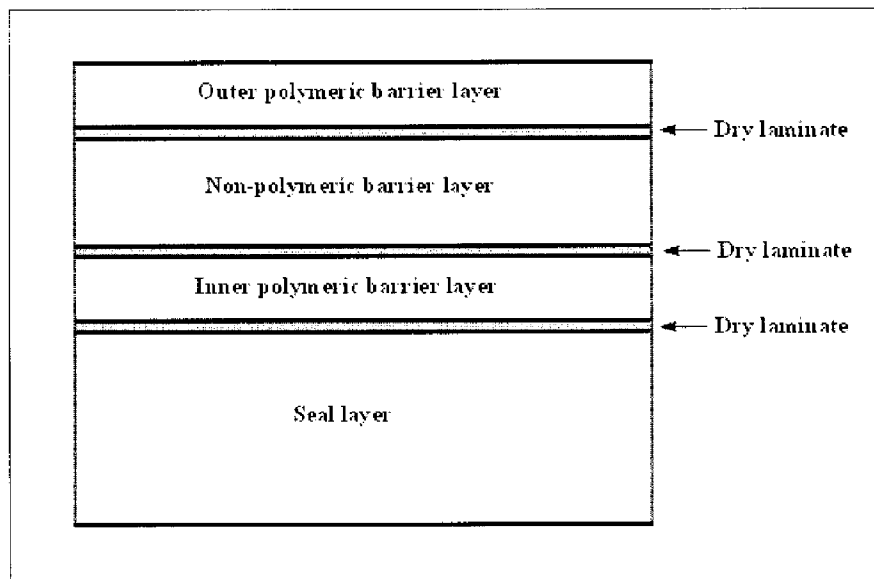 Outer polymeric barrier layer
Dry laminate
Non-polymeric barrier layer
Dry laminate
Inner polymeric barrier layer
Dry laminate
Seal layer